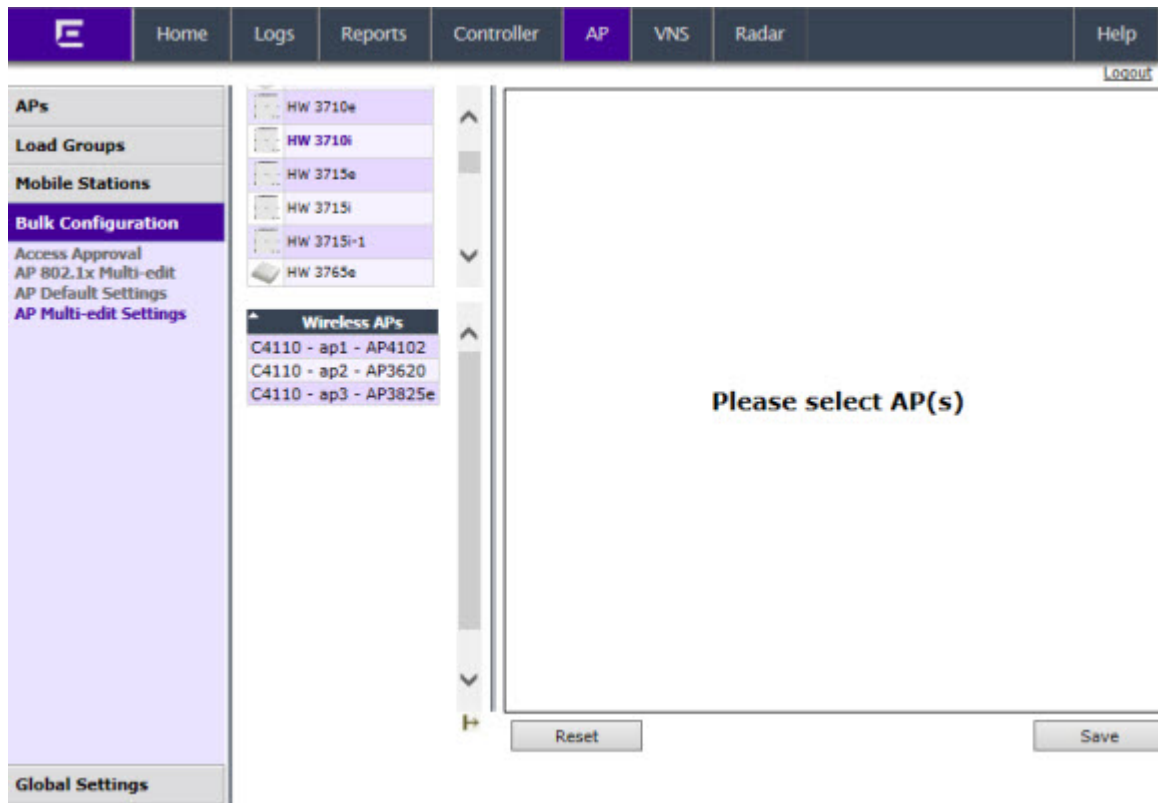 Home Logs Reports Controller AP VNS Radar Help
Logout
APs
Load Groups
Mobile Stations
Bulk Configuration
Access Approval
AP 802.1x Multi-edit
AP Default Settings
AP Multi-edit Settings
Global Settings
HW 3710e
HW 3710i
HW 3715e
HW 3715i
HW 3715i-1
HW 3765e
Wireless APs
C4110 - ap1 - AP4102
C4110 - ap2 - AP3620
C4110 - ap3 - AP3825e
Please select AP(s)
Reset Save